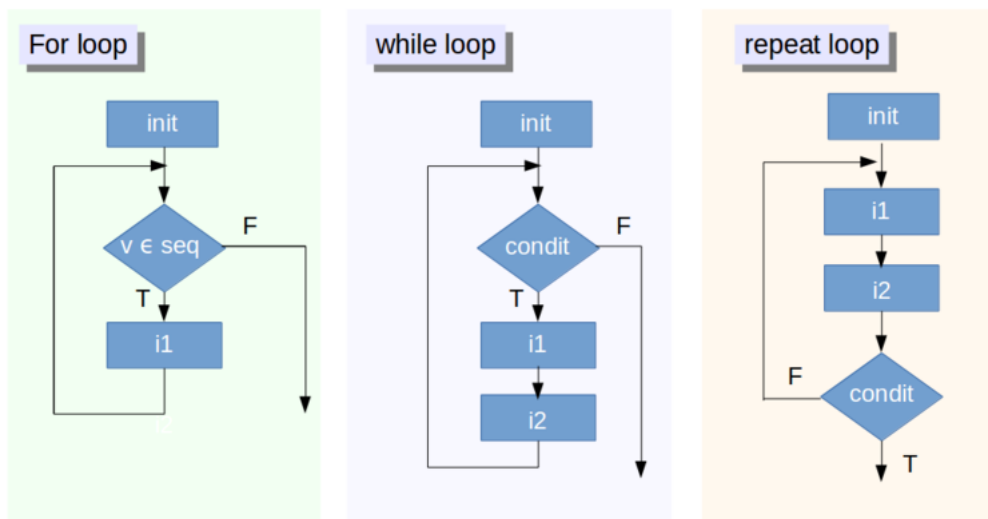 For loop
init
v ϵ seq
F
T
i1
while loop
init
condit
F
T
i1
i2
repeat loop
init
i1
i2
condit
F
T